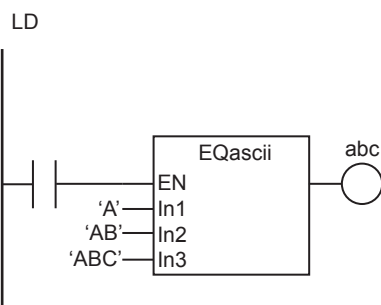 LD
EQascii
abc
EN
‘A’ In1
‘AB’ In2
‘ABC’ In3